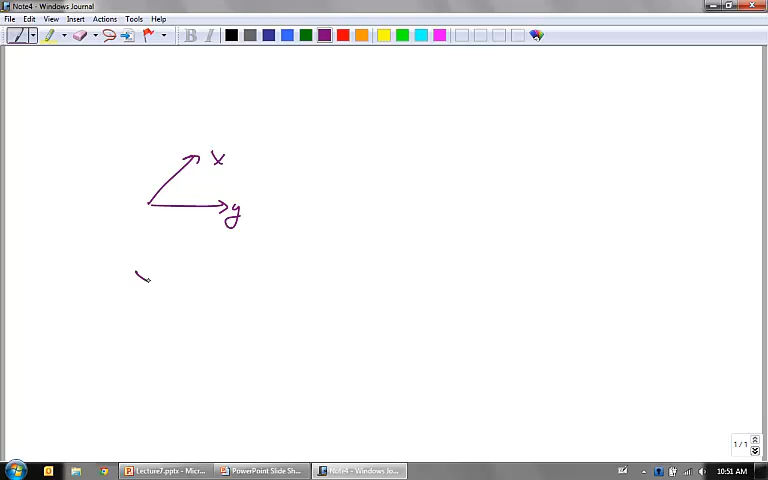 Note4 - Windows Journal
File Edit View Insert Actions Tools Help
B I
x
y
1 / 1
Lecture7.pptx - Micr... PowerPoint Slide Sh... Note4 - Windows Jo... 10:51 AM